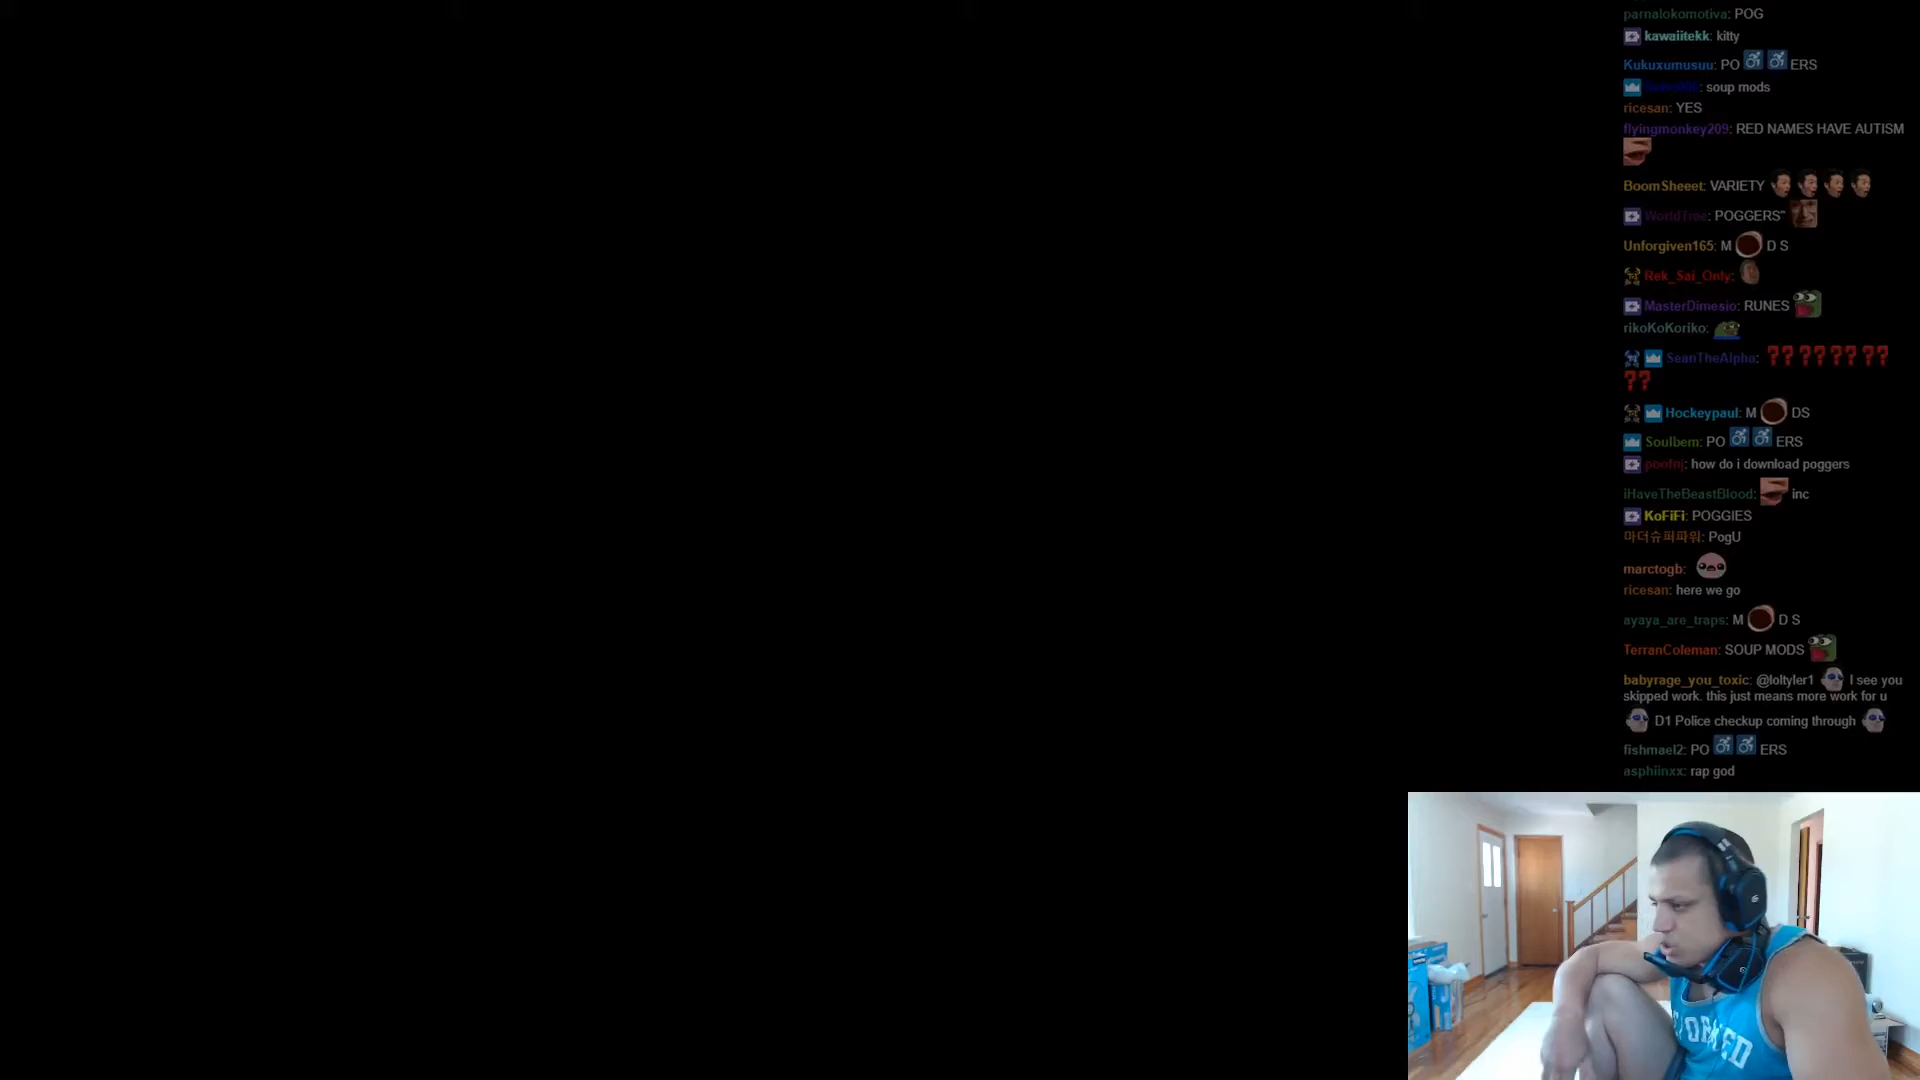 parnalokomotiva: POG
kawaiitekk: kitty
Kukuxumusuu: PO ERS
: soup mods
ricesan: YES
flyingmonkey209: RED NAMES HAVE AUTISM
BoomSheeet: VARIETY
WorldTree: POGGERS"
Unforgiven165: M D S
Rek_Sai_Only:
MasterDimesio: RUNES
rikoKoKoriko:
SeanTheAlpha: ?? ?? ?? ??
??
Hockeypaul: M DS
Soulbem: PO ERS
poofnj: how do i download poggers
iHaveTheBeastBlood: inc
KoFiFi: POGGIES
마더슈퍼파워: PogU
marctogb:
ricesan: here we go
ayaya_are_traps: M D S
TerranColeman: SOUP MODS
babyrage_you_toxic: @loltyler1 I see you
skipped work. this just means more work for u
D1 Police checkup coming through
fishmael2: PO ERS
asphiinxx: rap god